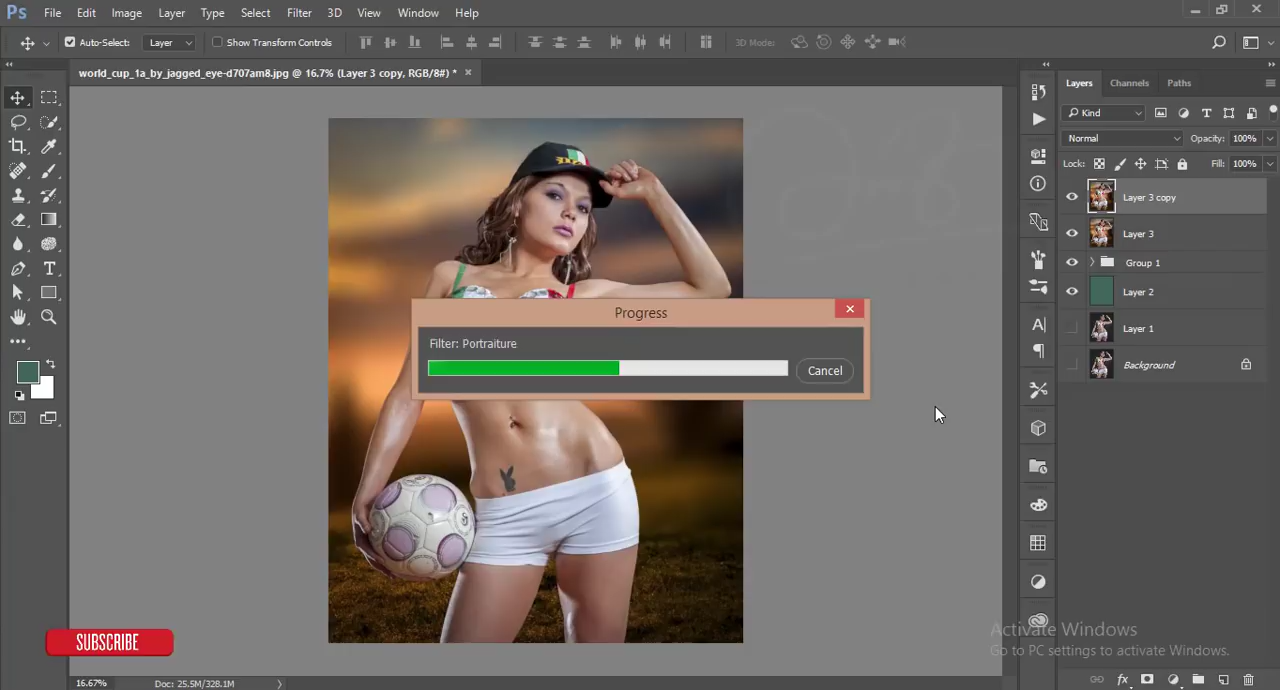 Ps File Edit Image Layer Type Select Filter 3D View Window Help
Auto-Select: Layer Show Transform Controls 3D Mode:
world_cup_1a_by_jagged_eye-d707am8.jpg @ 16.7% (Layer 3 copy, RGB/8#) *
Layers Channels Paths
Kind
Normal Opacity: 100%
Lock: Fill: 100%
Layer 3 copy
Layer 3
Group 1
Layer 2
Layer 1
Background
Progress
Filter: Portraiture
Cancel
SUBSCRIBE
Activate Windows
Go to PC settings to activate Windows.
16.67% Doc: 25.5M/328.1M